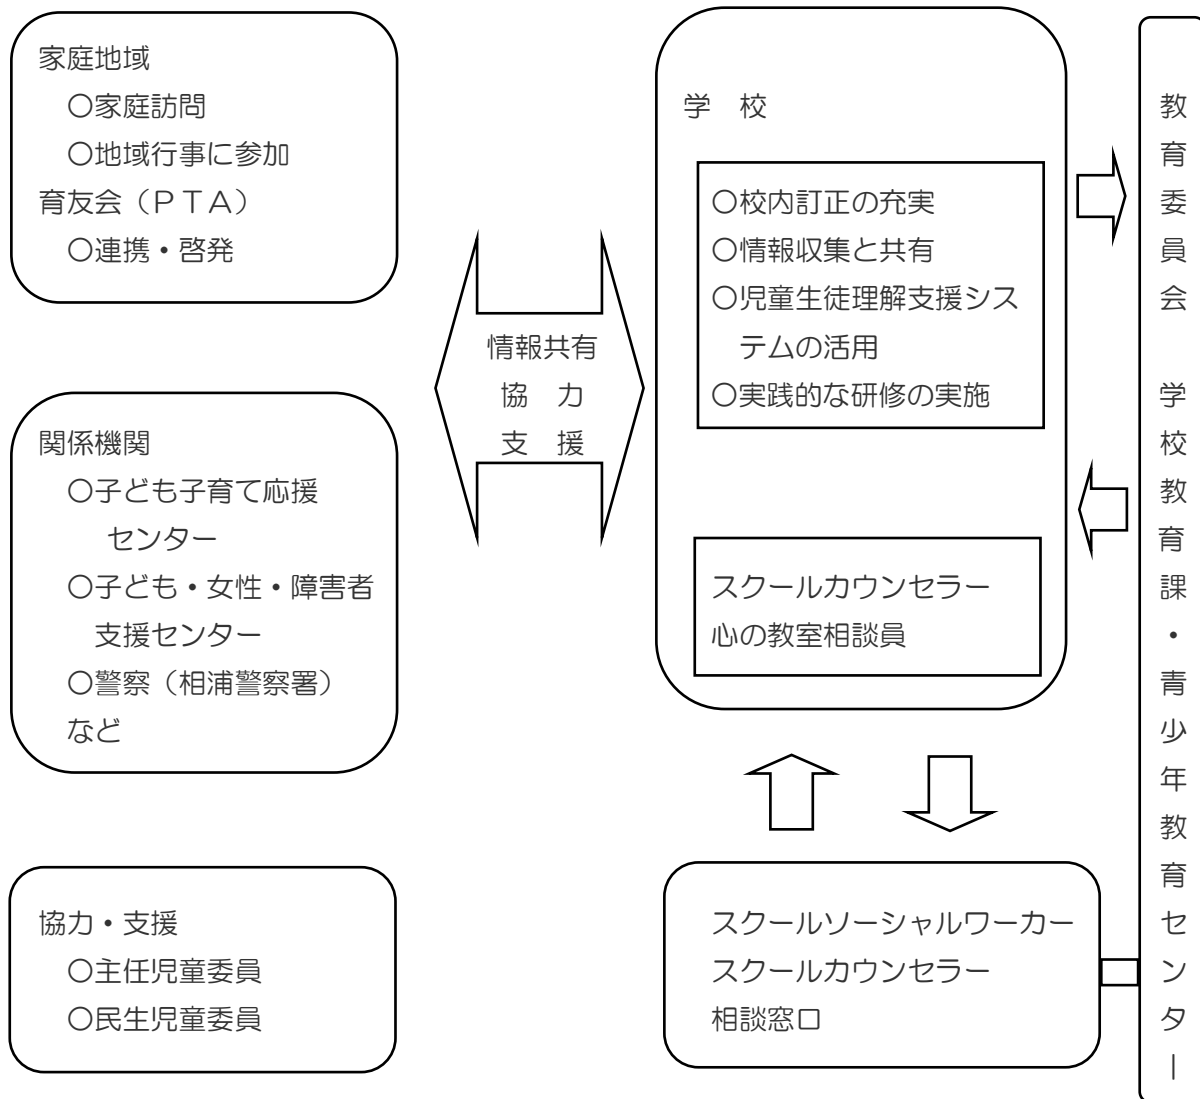 家庭地域
○家庭訪問
○地域行事に参加
育友会（ＰＴＡ）
○連携・啓発
関係機関
○子ども子育て応援
センター
○子ども・女性・障害者
支援センター
○警察（相浦警察署）
など
協力・支援
○主任児童委員
○民生児童委員
情報共有
協　力
支　援
学　校
○校内訂正の充実
○情報収集と共有
○児童生徒理解支援シス
テムの活用
○実践的な研修の実施
スクールカウンセラー
心の教室相談員
スクールソーシャルワーカー
スクールカウンセラー
相談窓口
教育委員会　学校教育課・青少年教育センター